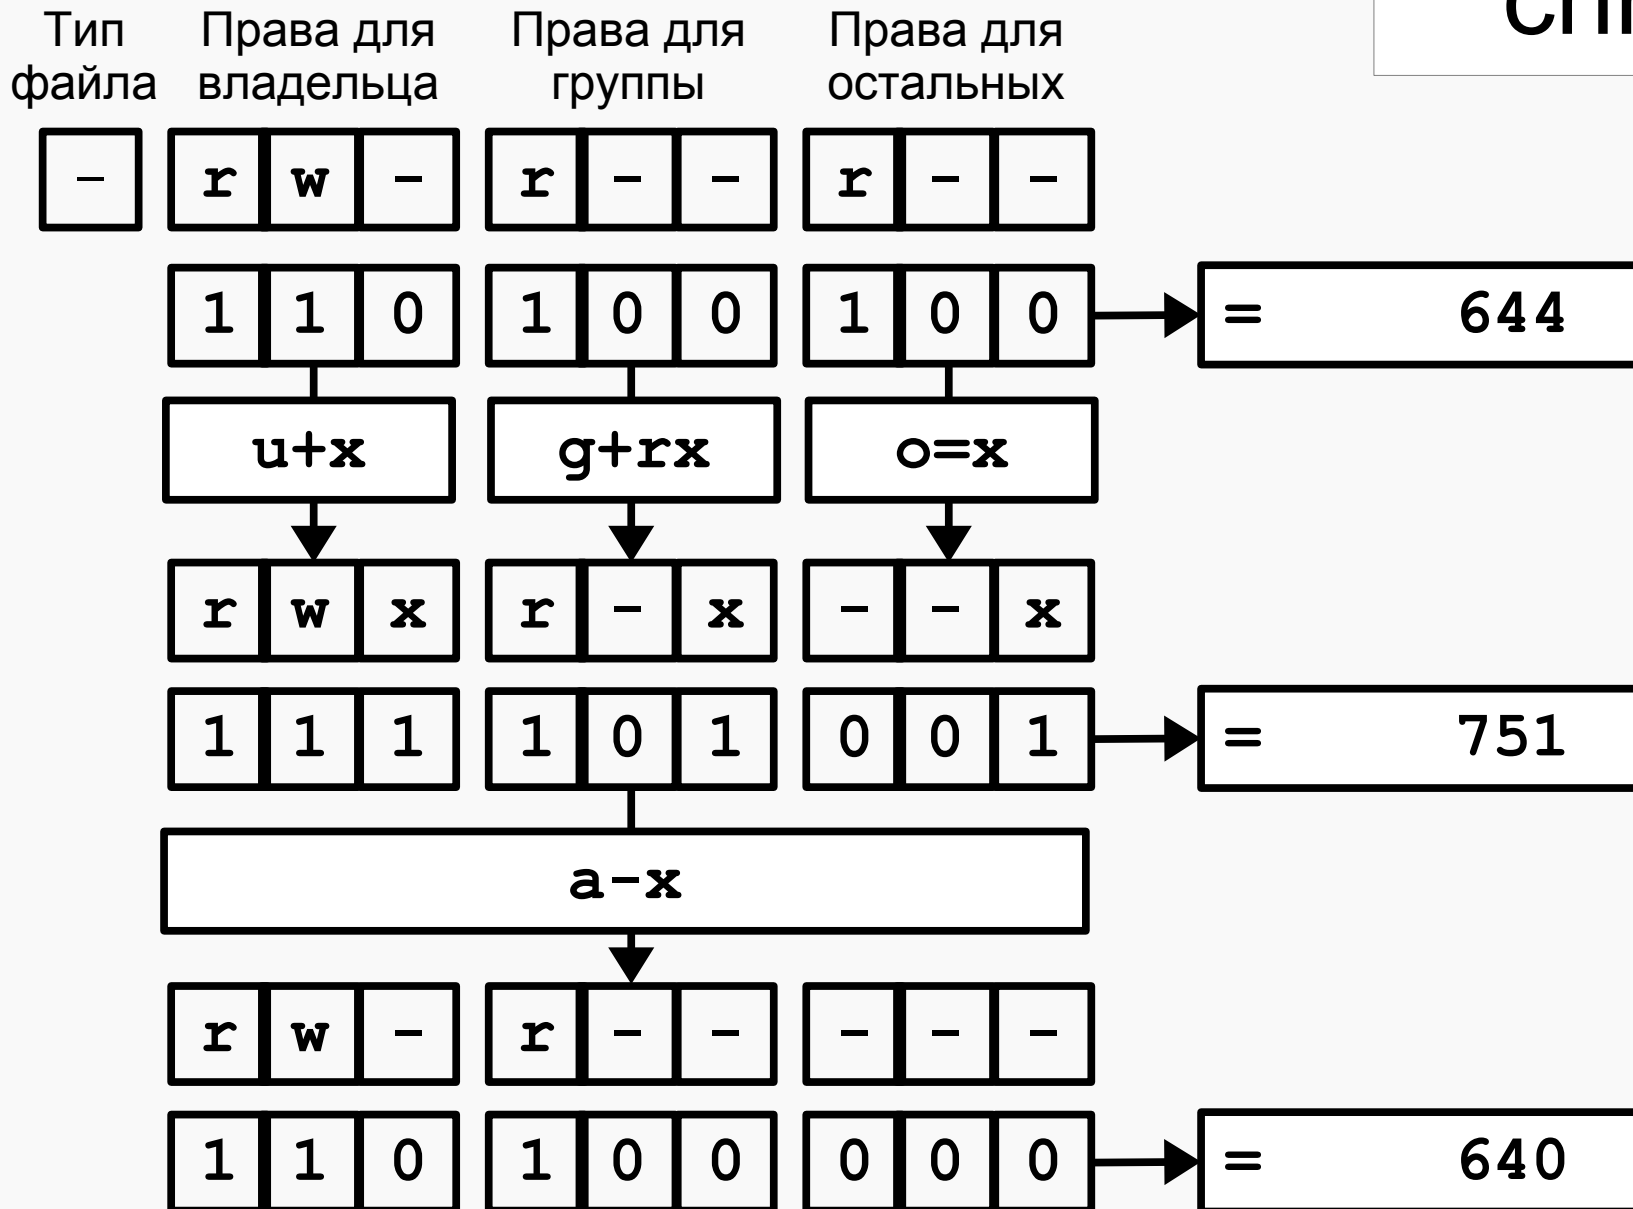 Тип
файла
Права для
владельца
Права для
группы
Права для
остальных
- r w - r - - r - -
1 1 0 1 0 0 1 0 0 = 644
u+x g+rx o=x
r w x r - x - - x
1 1 1 1 0 1 0 0 1 = 751
a-x
r w - r - - - - -
1 1 0 1 0 0 0 0 0 = 640